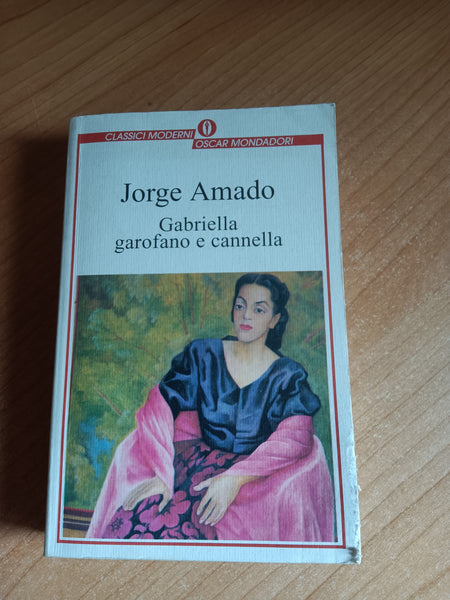 CLASSICI MODERNI
OSCAR MONDADORI
Jorge Amado
Gabriella
garofano e cannella